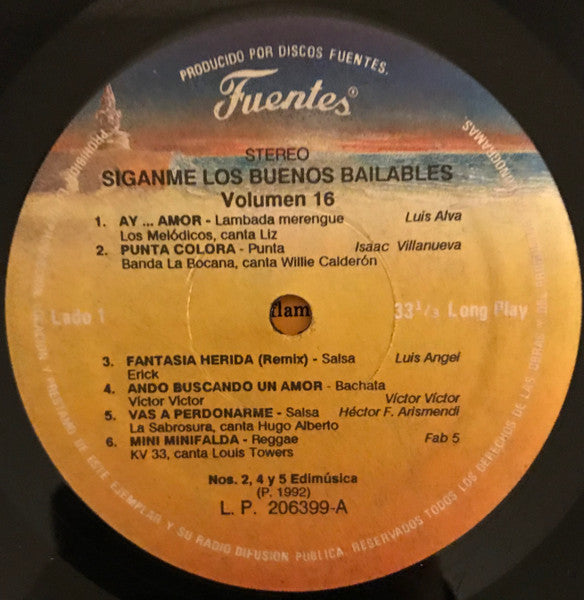 PRODUCIDO POR DISCOS FUENTES.
Fuentes®
STEREO
SIGANME LOS BUENOS BAILABLES
Volumen 16
1. AY ... AMOR - Lambada merengue Luis Alva
Los Melódicos, canta Liz
2. PUNTA COLORA - Punta Isaac Villanueva
Banda La Bocana, canta Willie Calderón
Lado 1
flam
33 1/3 Long Play
3. FANTASIA HERIDA (Remix) - Salsa Luis Angel
Erick
4. ANDO BUSCANDO UN AMOR - Bachata
Víctor Víctor Víctor Víctor
5. VAS A PERDONARME - Salsa Héctor F. Arismendi
La Sabrosura, canta Hugo Alberto
6. MINI MINIFALDA - Reggae Fab 5
KV 33, canta Louis Towers
Nos. 2, 4 y 5 Edimúsica
(P. 1992)
L. P. 206399-A
Y PRESTAMO DE ESTE EJEMPLAR Y SU RADIO DIFUSION PUBLICA. RESERVADOS TODOS LOS DERECHOS DE LAS OBRAS Y DEL